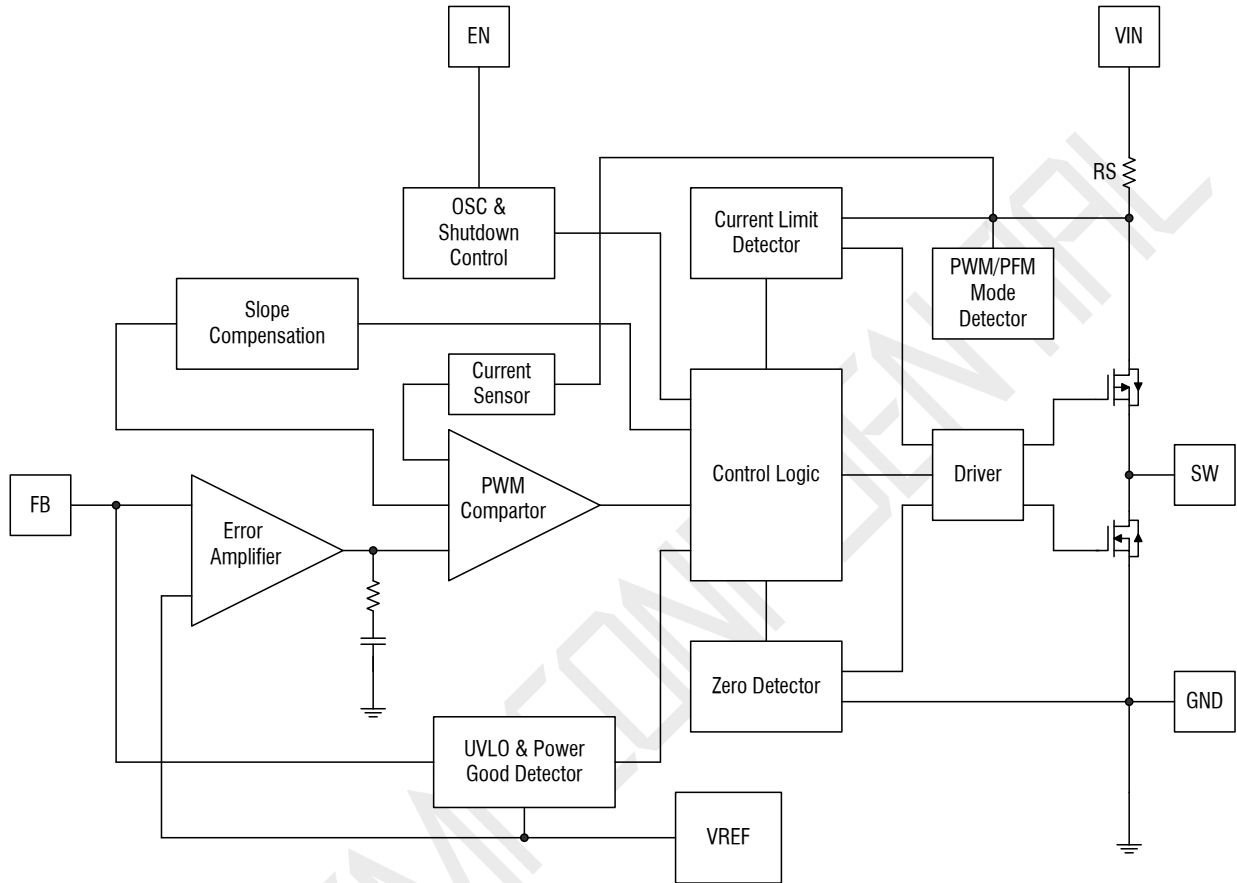 EN
VIN
RS
OSC &
Shutdown
Control
Current Limit
Detector
PWM/PFM
Mode
Detector
Slope
Compensation
Current
Sensor
Control Logic
Driver
SW
FB
Error
Amplifier
PWM
Compartor
Zero Detector
GND
UVLO & Power
Good Detector
VREF